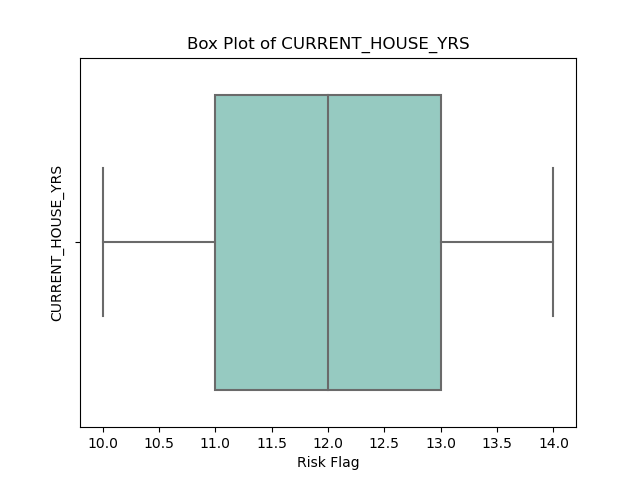 Box Plot of CURRENT_HOUSE_YRS
CURRENT_HOUSE_YRS
10.0 10.5 11.0 11.5 12.0 12.5 13.0 13.5 14.0
Risk Flag